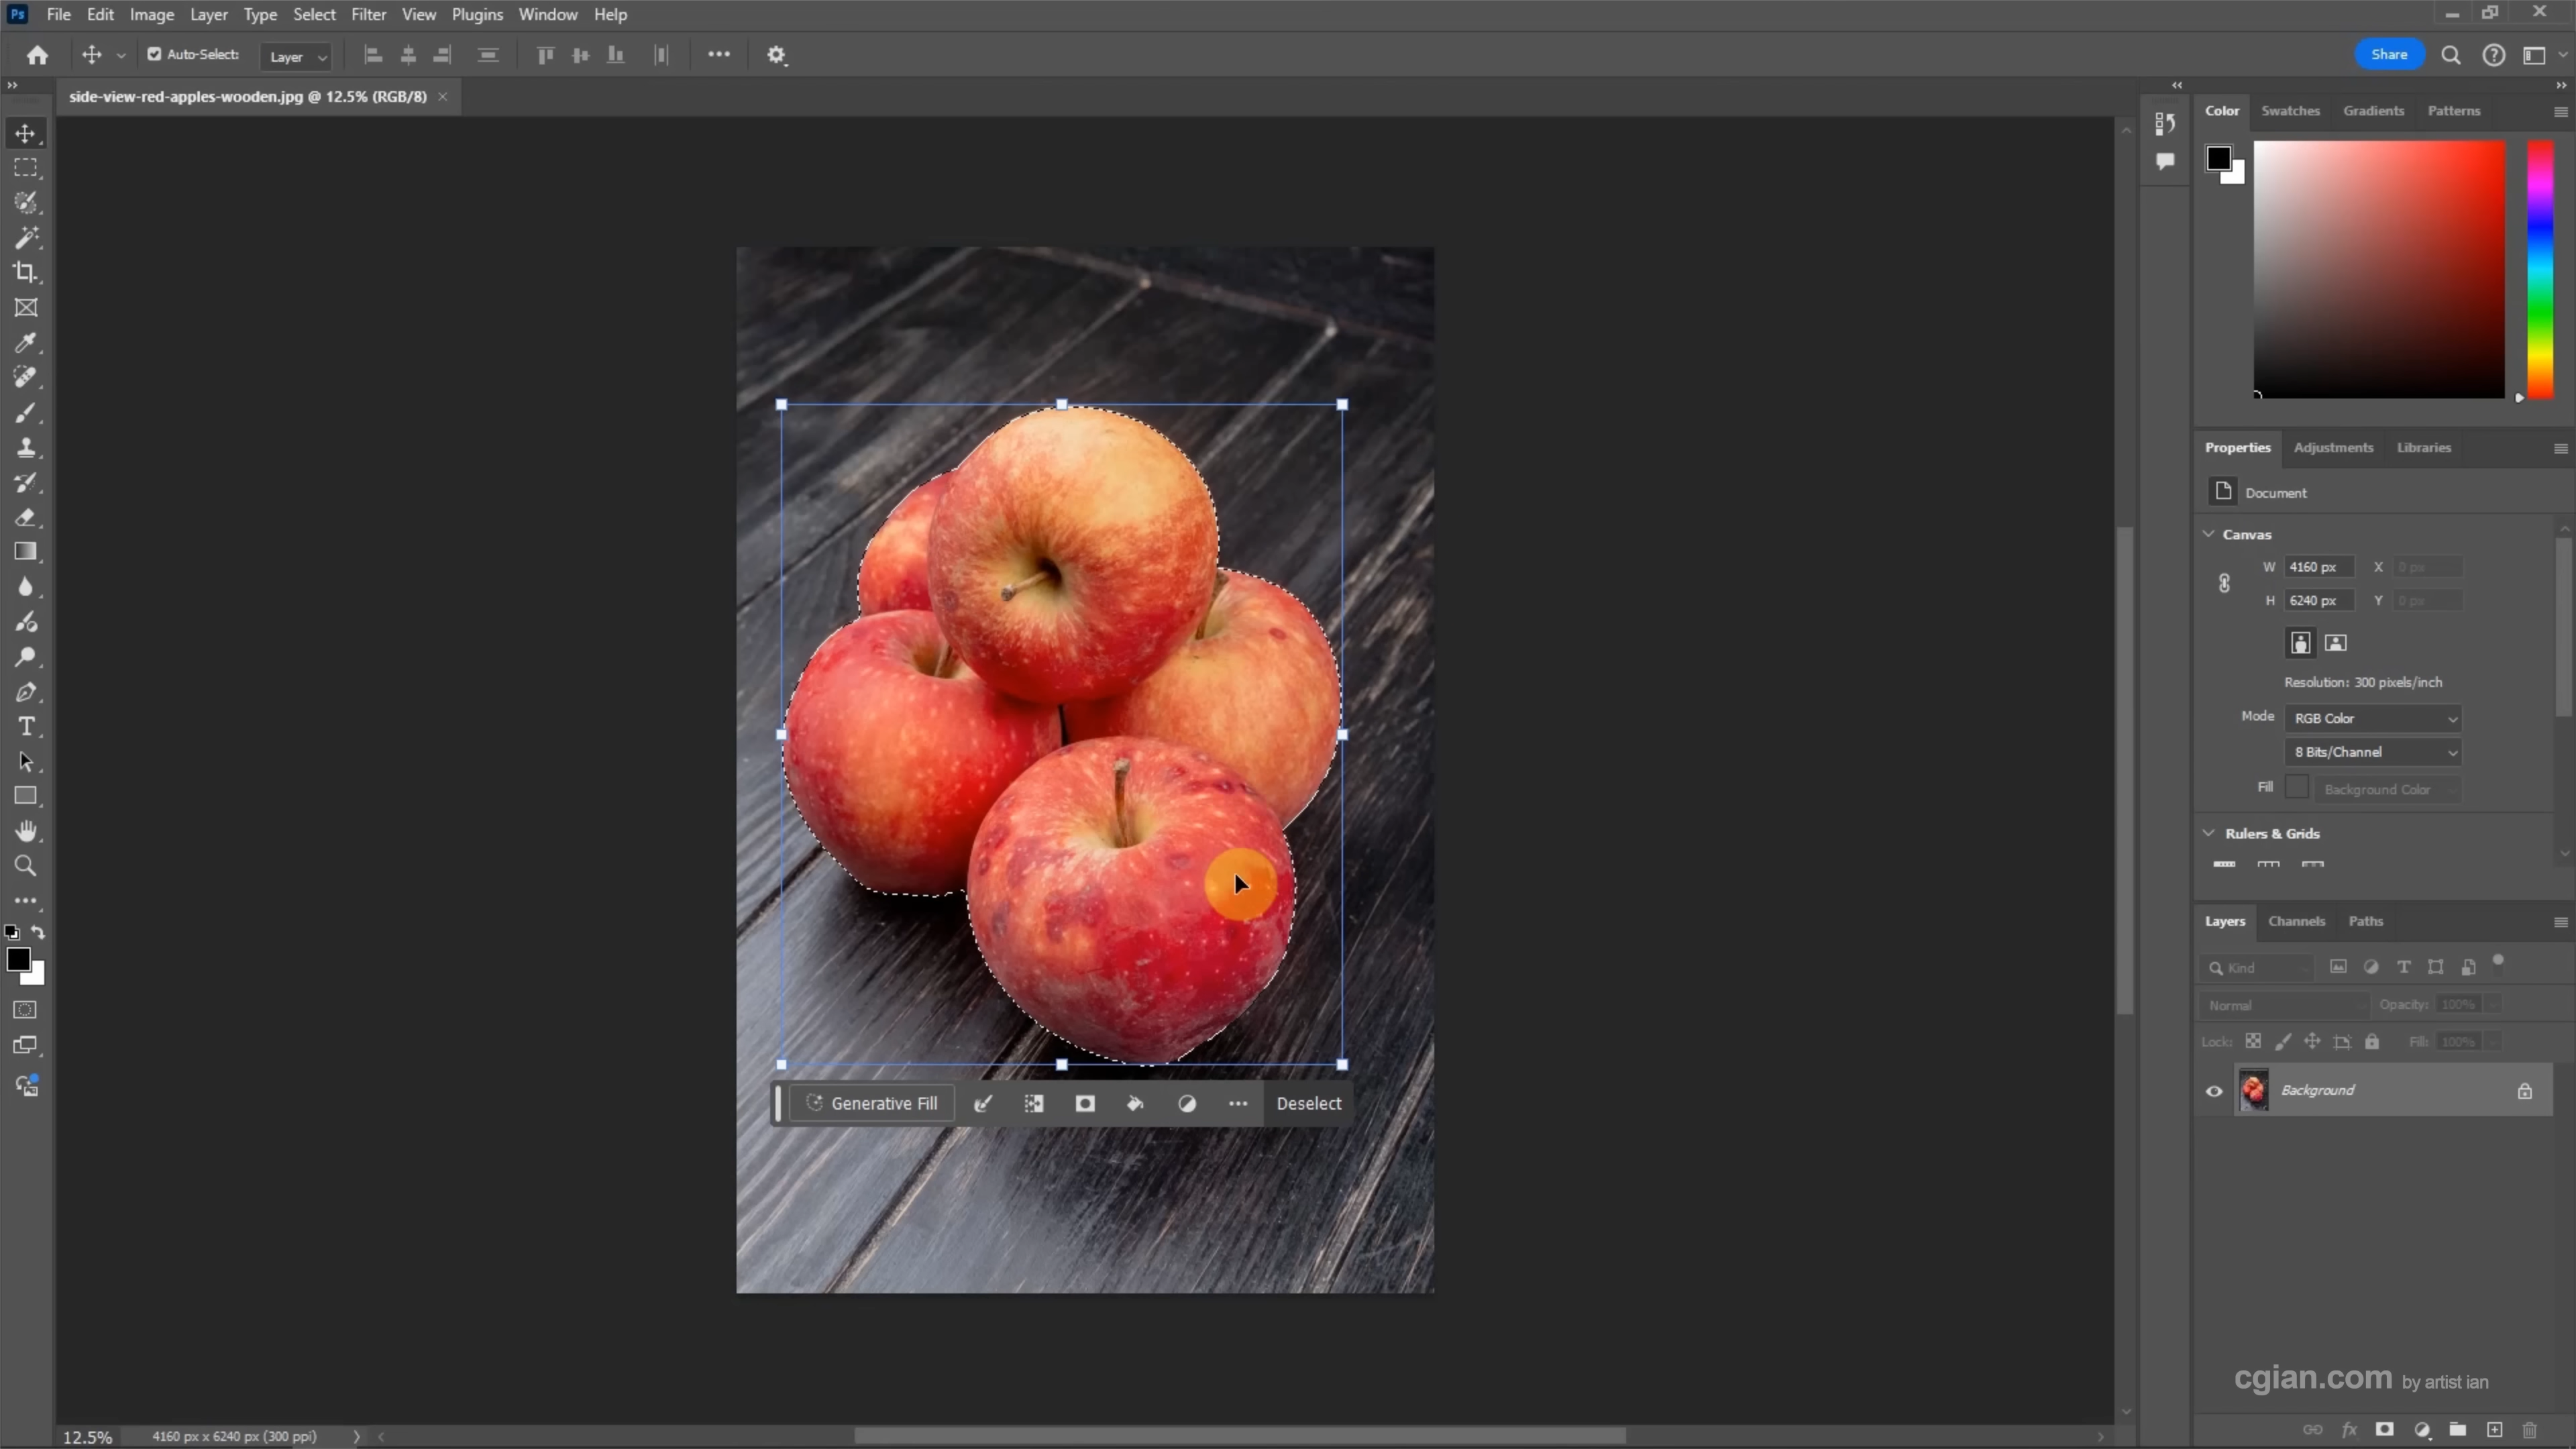 Ps File Edit Image Layer Type Select Filter View Plugins Window Help
Auto-Select: Layer Share
side-view-red-apples-wooden.jpg @ 12.5% (RGB/8)
Color Swatches Gradients Patterns
Properties Adjustments Libraries
Document
Canvas
W 4160 px X 0 px
H 6240 px Y 0 px
Resolution: 300 pixels/inch
Mode RGB Color
8 Bits/Channel
Fill Background Color
Rulers & Grids
Layers Channels Paths
Kind
Normal Opacity: 100%
Lock: Fill: 100%
Background
Generative Fill Deselect
cgian.com by artist ian
12.5% 4160 px x 6240 px (300 ppi)